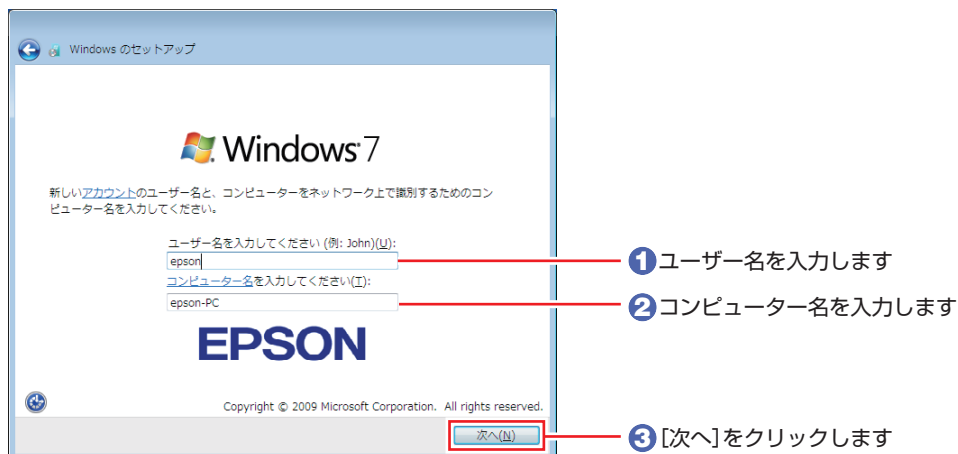 Windows のセットアップ
Windows 7
新しいアカウントのユーザー名と、コンピューターをネットワーク上で識別するためのコン
ピューター名を入力してください。
ユーザー名を入力してください (例: John)(U):
epson
コンピューター名を入力してください(T):
epson-PC
EPSON
Copyright © 2009 Microsoft Corporation. All rights reserved.
次へ(N)
1 ユーザー名を入力します
2 コンピューター名を入力します
3 [次へ]をクリックします